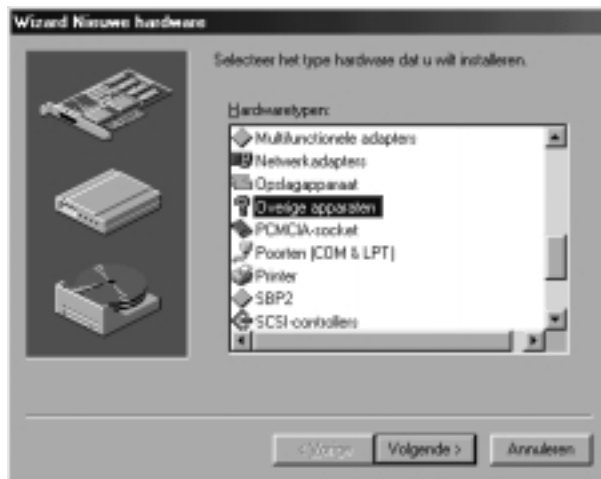 Wizard Nieuwe hardware
Selecteer het type hardware dat u wilt installeren.
Hardwaretypen:
Multifunctionele adapters
Netwerkadapters
Opslagapparaat
Overige apparaten
PCMCIA-socket
Poorten (COM & LPT)
Printer
SBP2
SCSI-controllers
< Vorige
Volgende >
Annuleren